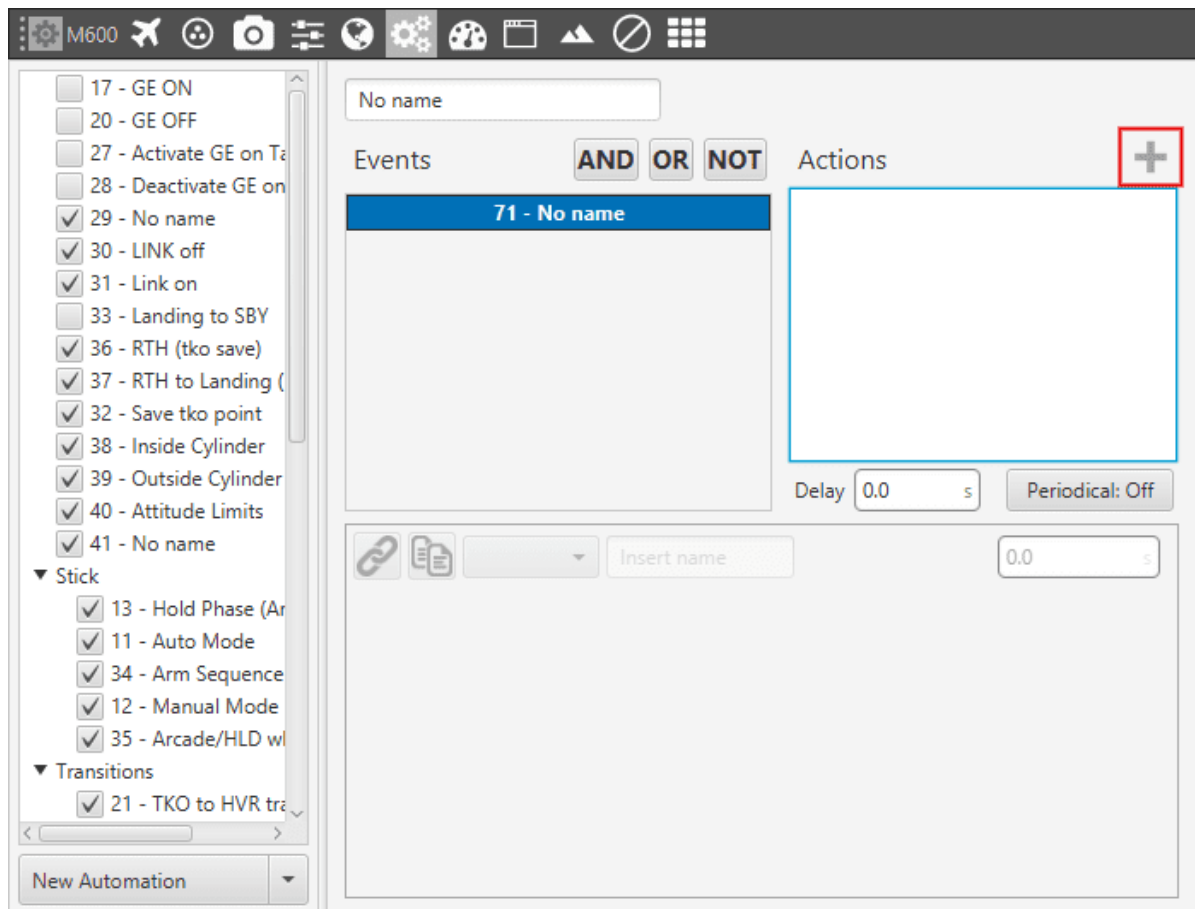 M600
17 - GE ON
20 - GE OFF
27 - Activate GE on Ta
28 - Deactivate GE on
29 - No name
30 - LINK off
31 - Link on
33 - Landing to SBY
36 - RTH (tko save)
37 - RTH to Landing (
32 - Save tko point
38 - Inside Cylinder
39 - Outside Cylinder
40 - Attitude Limits
41 - No name
Stick
13 - Hold Phase (Ar
11 - Auto Mode
34 - Arm Sequence
12 - Manual Mode
35 - Arcade/HLD wl
Transitions
21 - TKO to HVR tra
New Automation
No name
Events AND OR NOT
71 - No name
Actions
Delay 0.0 s Periodical: Off
Insert name 0.0 s